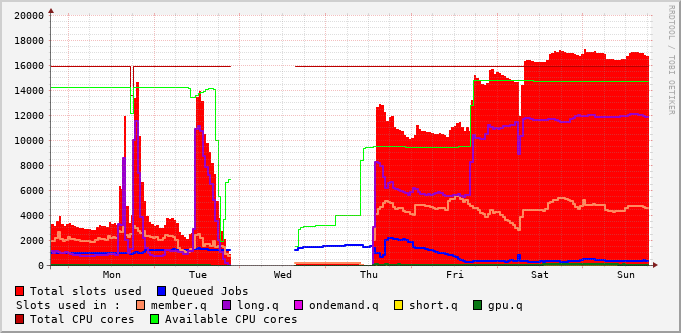 RRDTOOL / TOBI OETIKER
20000
18000
16000
14000
12000
10000
8000
6000
4000
2000
0
Mon Tue Wed Thu Fri Sat Sun
Total slots used Queued Jobs
Slots used in : member.q long.q ondemand.q short.q gpu.q
Total CPU cores Available CPU cores